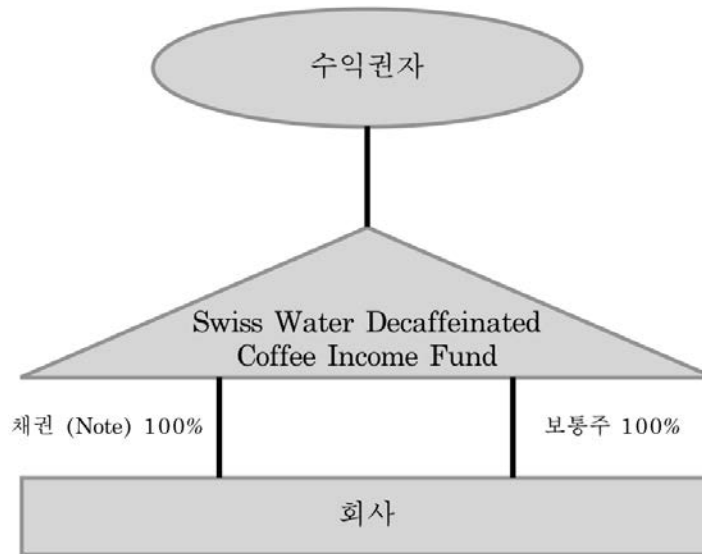 수익권자
Swiss Water Decaffeinated
Coffee Income Fund
채권 (Note) 100%
보통주 100%
회사